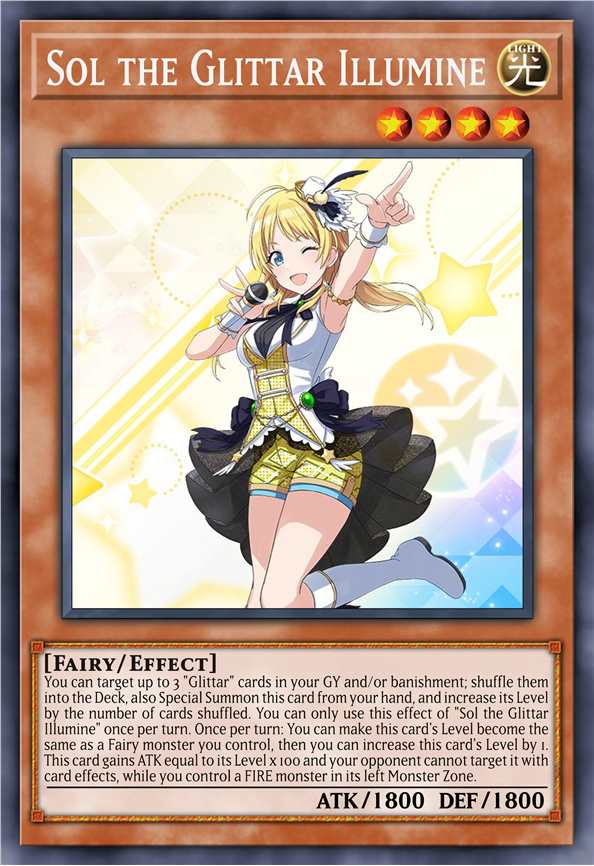 Sol the Glittar Illumine
LIGHT
光
[Fairy/Effect]
You can target up to 3 "Glittar" cards in your GY and/or banishment; shuffle them
into the Deck, also Special Summon this card from your hand, and increase its Level
by the number of cards shuffled. You can only use this effect of "Sol the Glittar
Illumine" once per turn. Once per turn: You can make this card's Level become the
same as a Fairy monster you control, then you can increase this card's Level by 1.
This card gains ATK equal to its Level x 100 and your opponent cannot target it with
card effects, while you control a FIRE monster in its left Monster Zone.
ATK/1800 DEF/1800